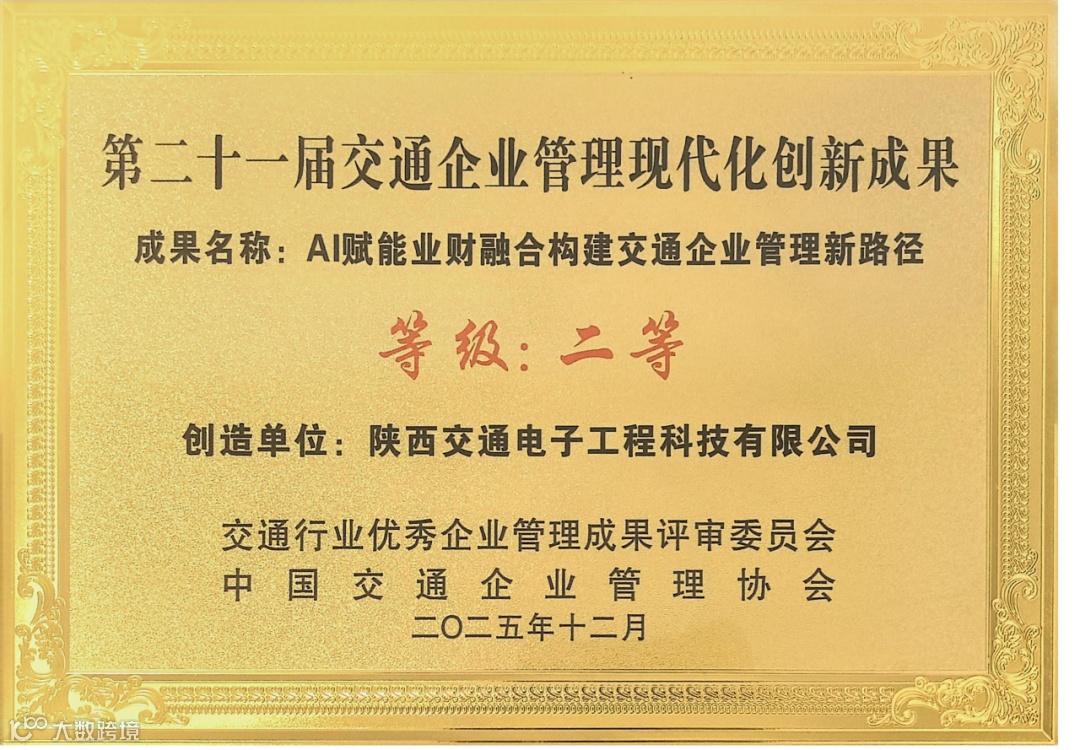 第二十一届交通企业管理现代化创新成果
成果名称：AI赋能业财融合构建交通企业管理新路径
等级：二等
创造单位：陕西交通电子工程科技有限公司
交通行业优秀企业管理成果评审委员会
中国交通企业管理协会
二〇二五年十二月
大数跨境